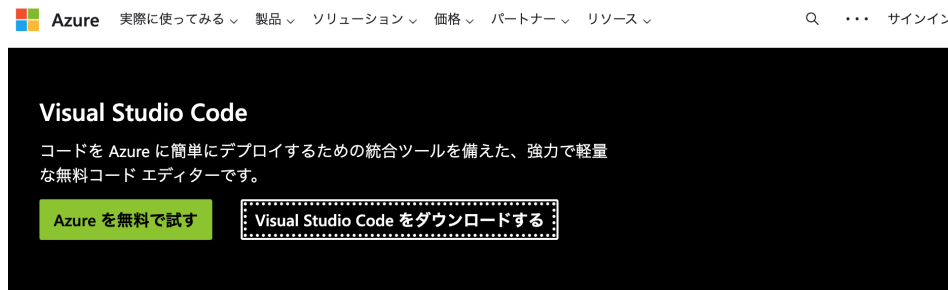 Azure 実際に使ってみる 製品 ソリューション 価格 パートナー リソース ... サインイン
Visual Studio Code
コードを Azure に簡単にデプロイするための統合ツールを備えた、強力で軽量
な無料コード エディターです。
Azure を無料で試す Visual Studio Code をダウンロードする